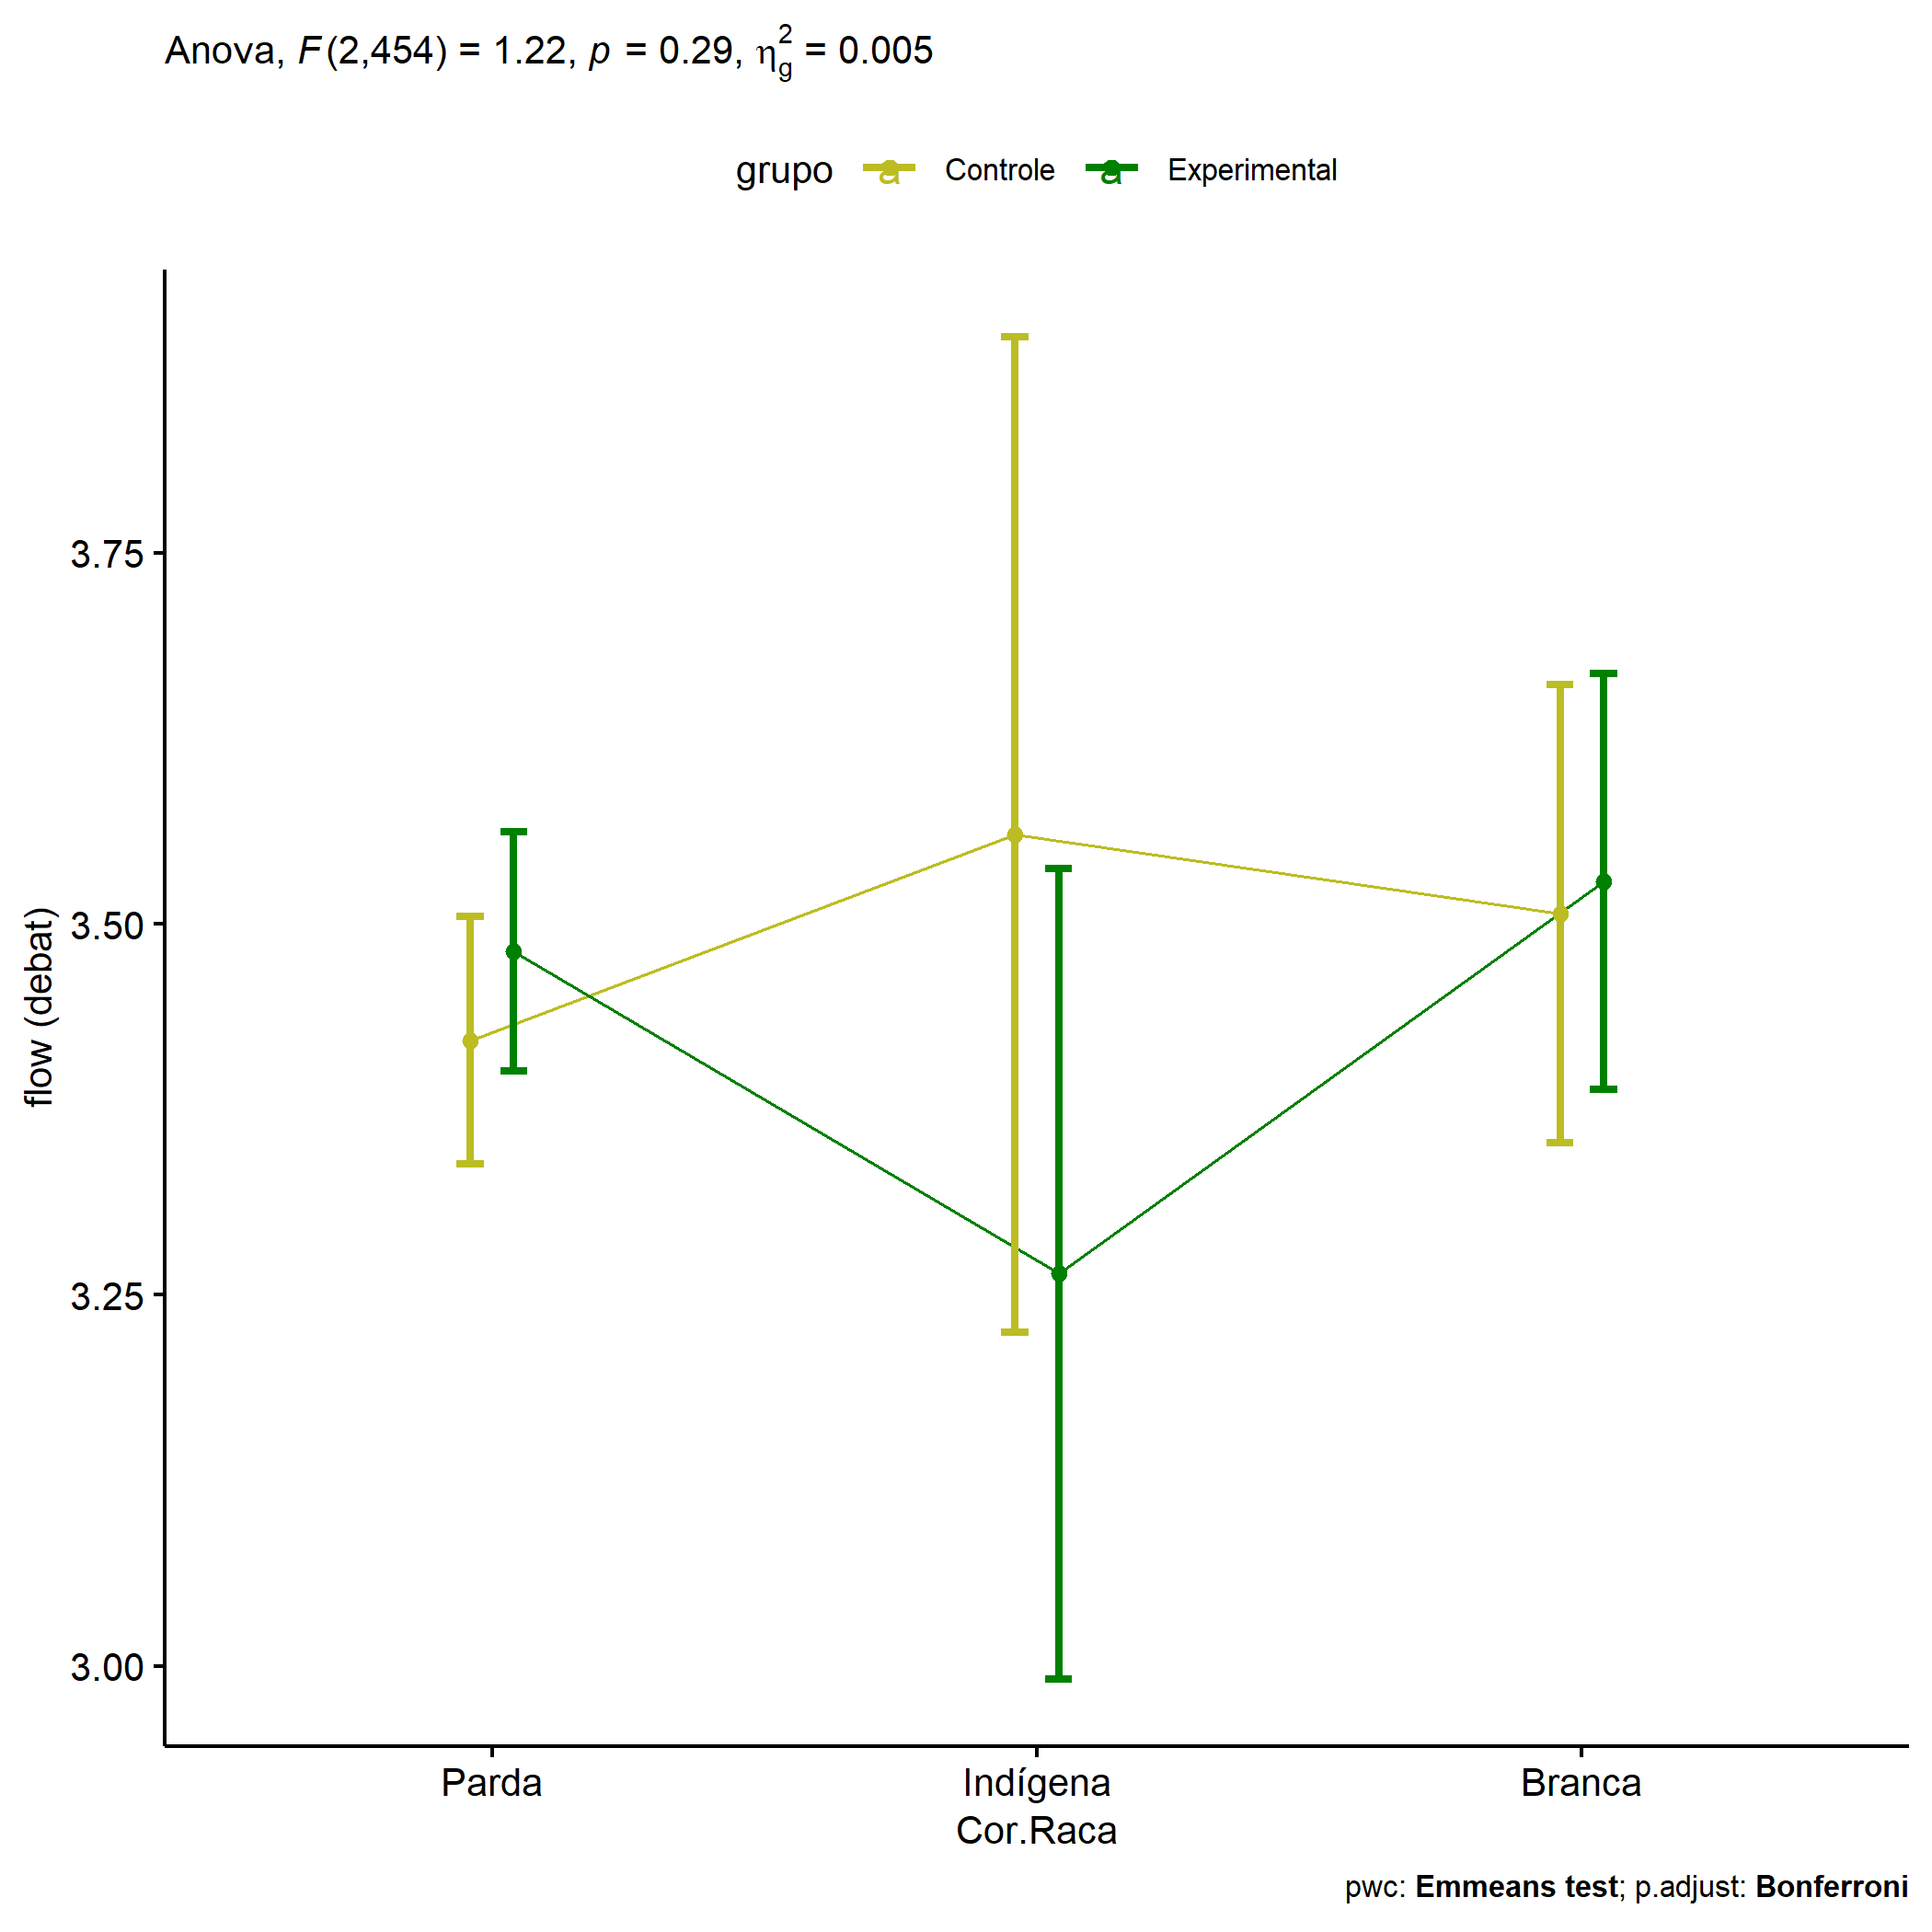 Anova, F(2,454) = 1.22, p = 0.29, η²g = 0.005
grupo a Controle a Experimental
3.75
3.50
3.25
3.00
flow (debat)
Parda Indígena Branca
Cor.Raca
pwc: Emmeans test; p.adjust: Bonferroni